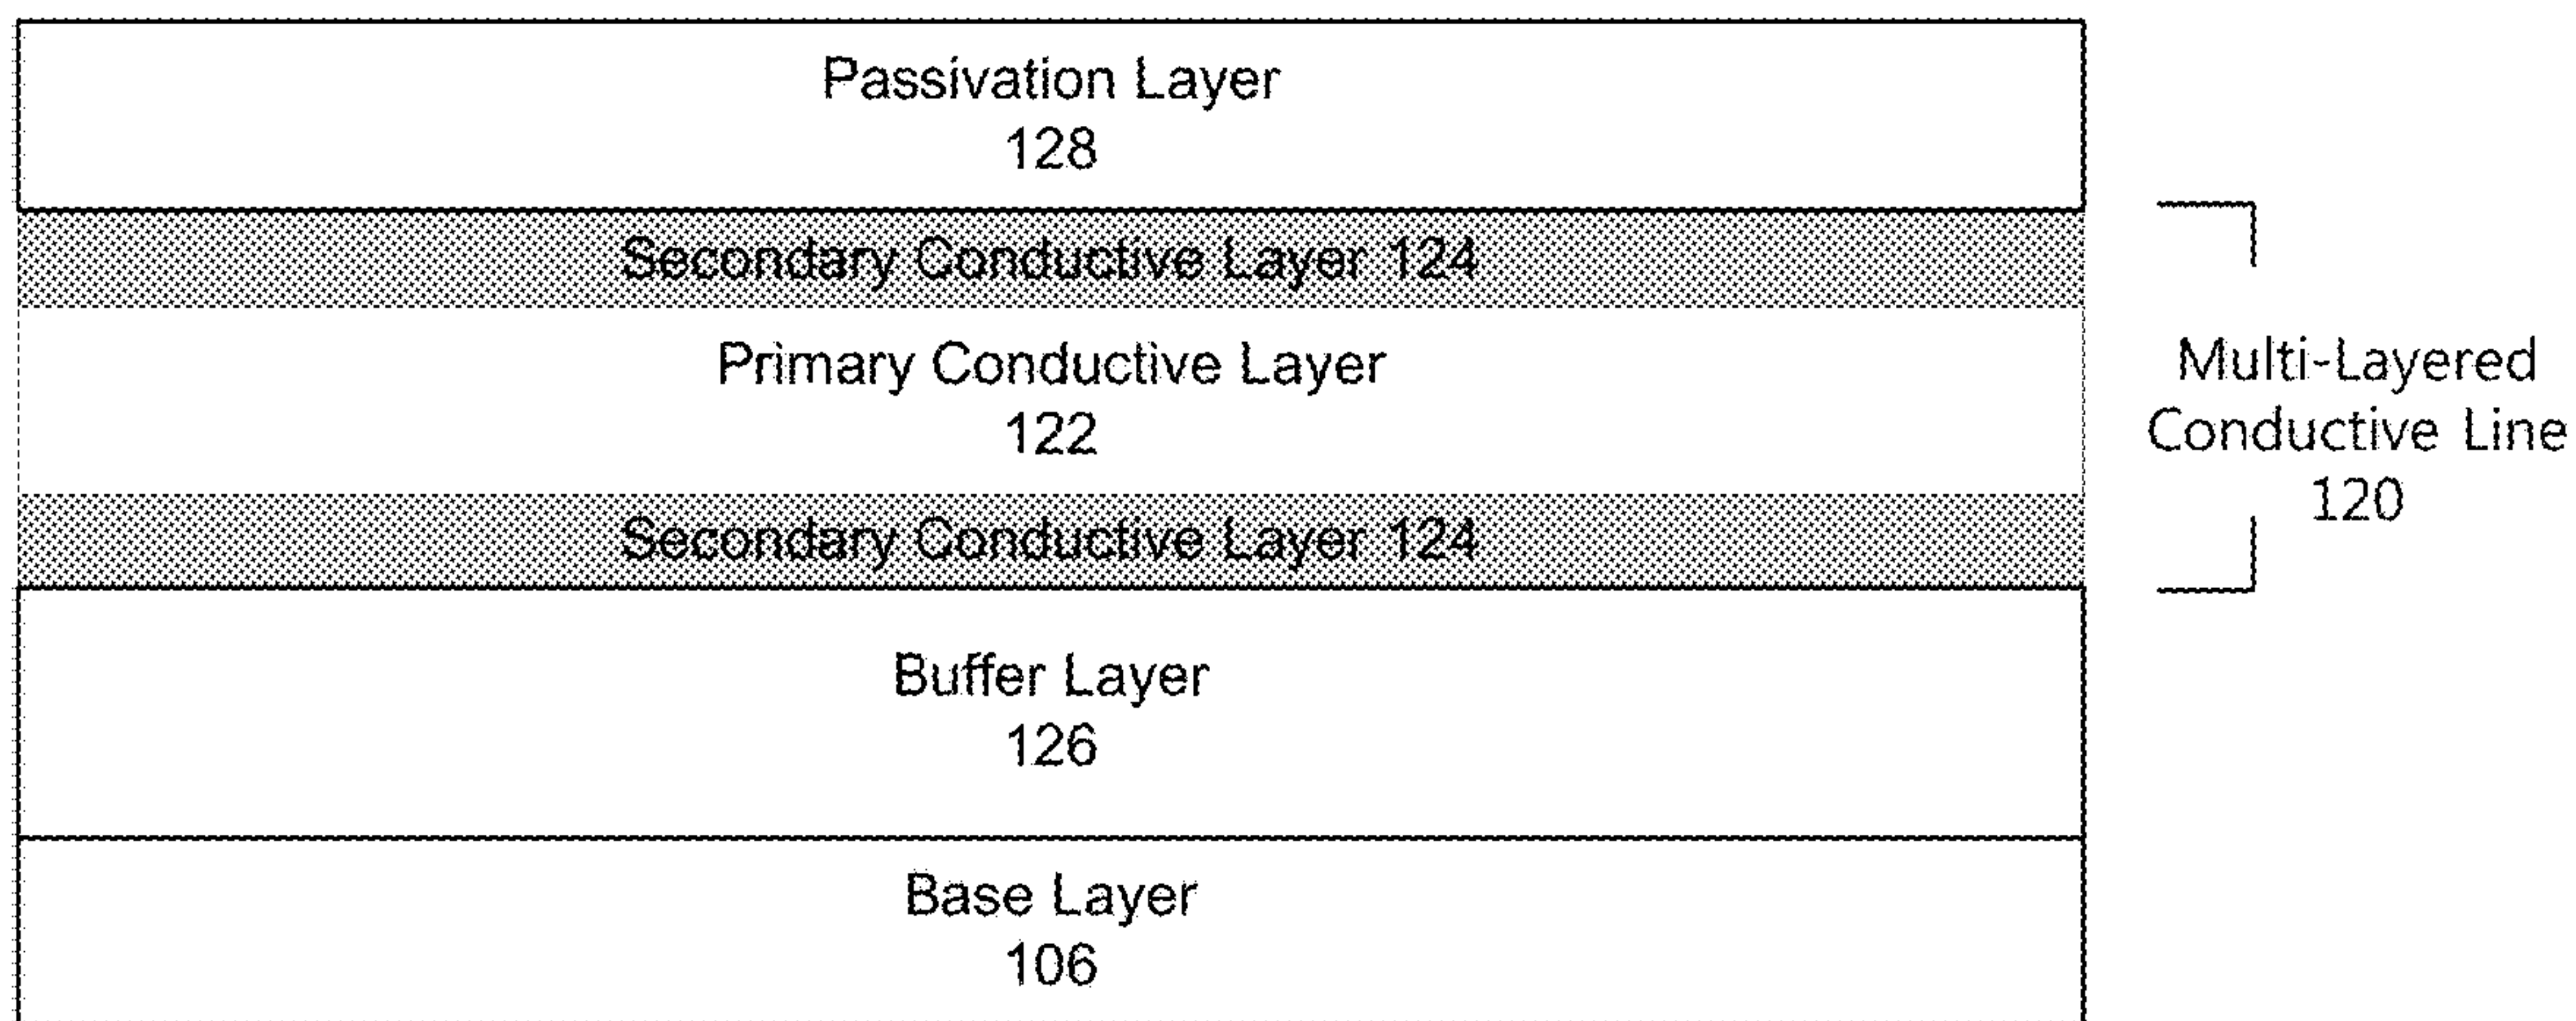 Passivation Layer
128
Secondary Conductive Layer 124
Primary Conductive Layer
122
Secondary Conductive Layer 124
Multi-Layered
Conductive Line
120
Buffer Layer
126
Base Layer
106